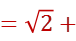 =√2 +